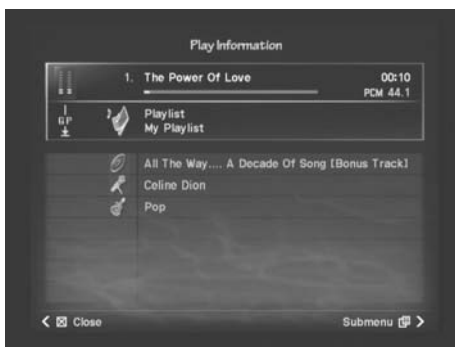 Play Information
1. The Power Of Love 00:10
PCM 44.1
GP
Playlist
My Playlist
All The Way.... A Decade Of Song [Bonus Track]
Celine Dion
Pop
Close
Submenu